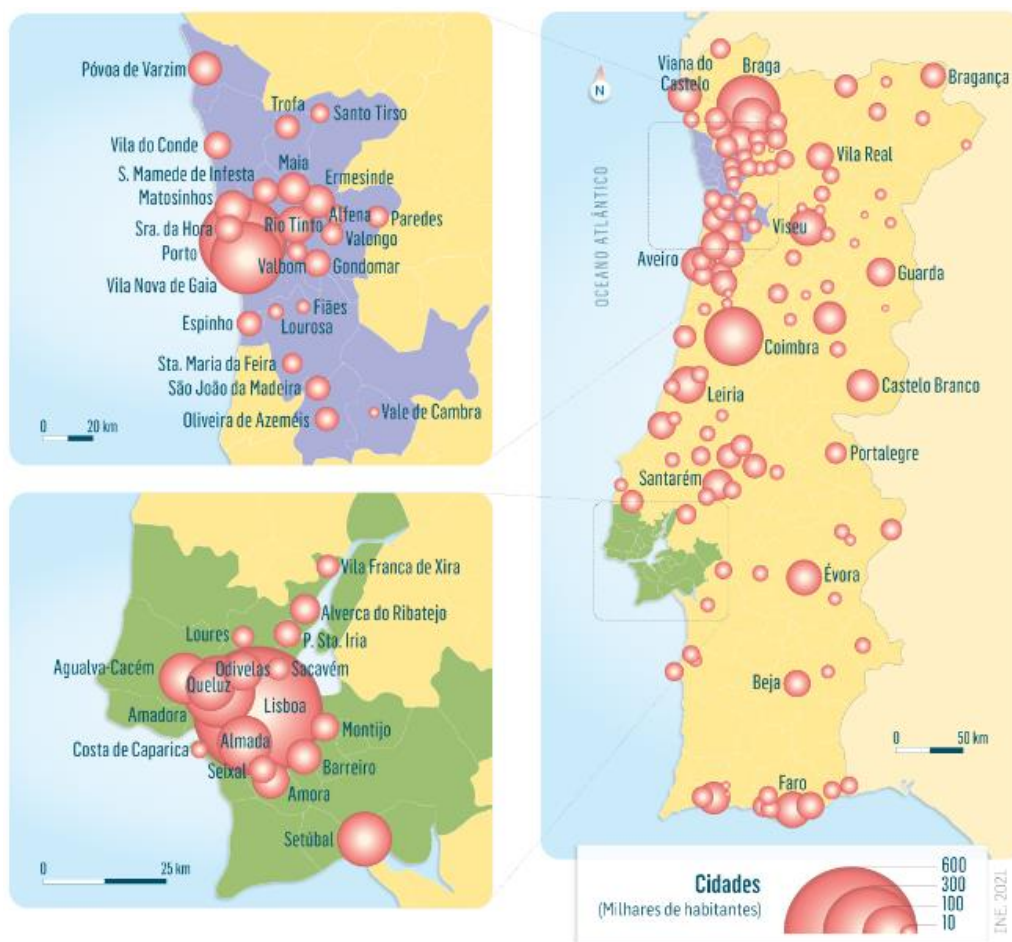 Póvoa de Varzim
Trofa
Santo Tirso
Vila do Conde
Maia
S. Mamede de Infesta
Ermesinde
Matosinhos
Alfena
Paredes
Sra. da Hora
Rio Tinto
Valongo
Porto
Valbom
Gondomar
Vila Nova de Gaia
Fiães
Espinho
Lourosa
Sta. Maria da Feira
São João da Madeira
Oliveira de Azeméis
Vale de Cambra
0 20 km
Vila Franca de Xira
Alverca do Ribatejo
Loures
P. Sta. Iria
Agualva-Cacém
Odivelas
Sacavém
Queluz
Lisboa
Amadora
Montijo
Costa de Caparica
Almada
Barreiro
Seixal
Amora
Setúbal
0 25 km
N
Viana do
Castelo
Braga
Bragança
Vila Real
OCEANO ATLÂNTICO
Viseu
Aveiro
Guarda
Coimbra
Leiria
Castelo Branco
Portalegre
Santarém
Évora
Beja
0 50 km
Faro
Cidades
(Milhares de habitantes)
600
300
100
10
INE, 2021